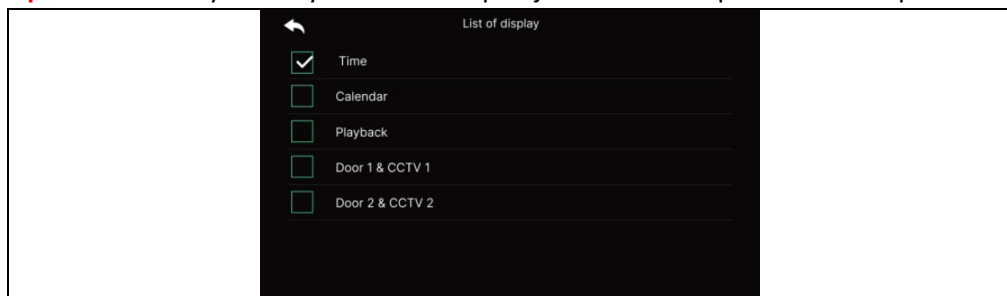 List of display
Time
Calendar
Playback
Door 1 & CCTV 1
Door 2 & CCTV 2